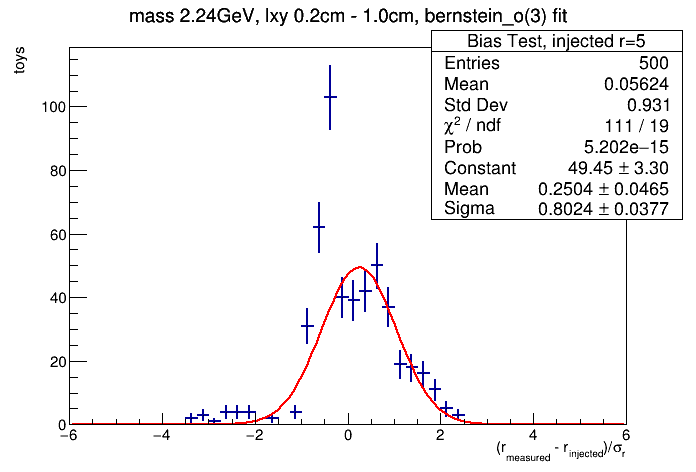 mass 2.24GeV, lxy 0.2cm - 1.0cm, bernstein_o(3) fit
toys
Bias Test, injected r=5
Entries 500
Mean 0.05624
Std Dev 0.931
χ² / ndf 111 / 19
Prob 5.202e−15
Constant 49.45 ± 3.30
Mean 0.2504 ± 0.0465
Sigma 0.8024 ± 0.0377
100
80
60
40
20
0
−6 −4 −2 0 2 4 6
(r_measured - r_injected)/σ_r